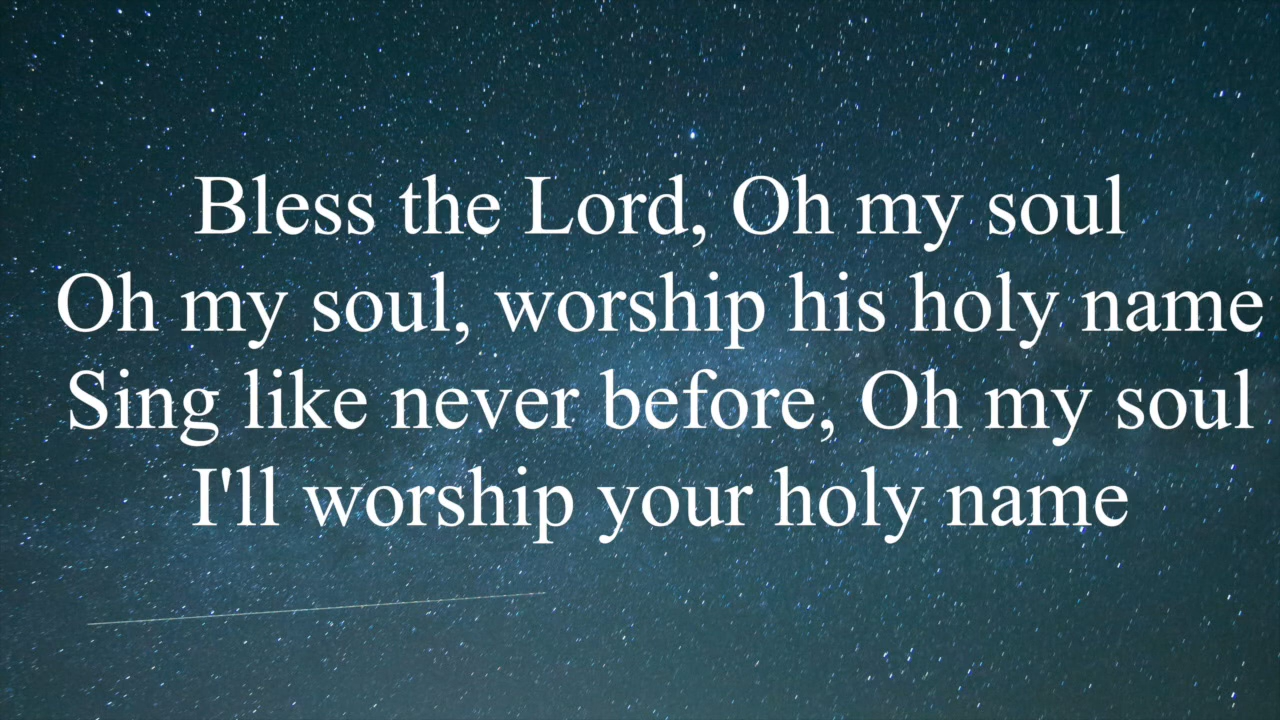 Bless the Lord, Oh my soul
Oh my soul, worship his holy name
Sing like never before, Oh my soul
I'll worship your holy name